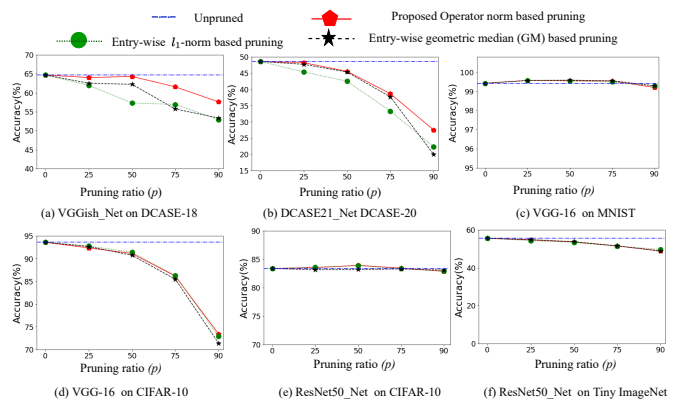 Unpruned
Proposed Operator norm based pruning
Entry-wise l₁-norm based pruning
Entry-wise geometric median (GM) based pruning
Accuracy(%)
70
65
60
55
50
45
40
0 25 50 75 90
Pruning ratio (p)
(a) VGGish_Net on DCASE-18
Accuracy(%)
50
45
40
35
30
25
20
15
10
0 25 50 75 90
Pruning ratio (p)
(b) DCASE21_Net DCASE-20
Accuracy(%)
100
99
98
97
96
95
0 25 50 75 90
Pruning ratio (p)
(c) VGG-16 on MNIST
Accuracy(%)
95
90
85
80
75
70
0 25 50 75 90
Pruning ratio (p)
(d) VGG-16 on CIFAR-10
Accuracy(%)
90
80
70
0 25 50 75 90
Pruning ratio (p)
(e) ResNet50_Net on CIFAR-10
Accuracy(%)
60
40
20
0
0 25 50 75 90
Pruning ratio (p)
(f) ResNet50_Net on Tiny ImageNet